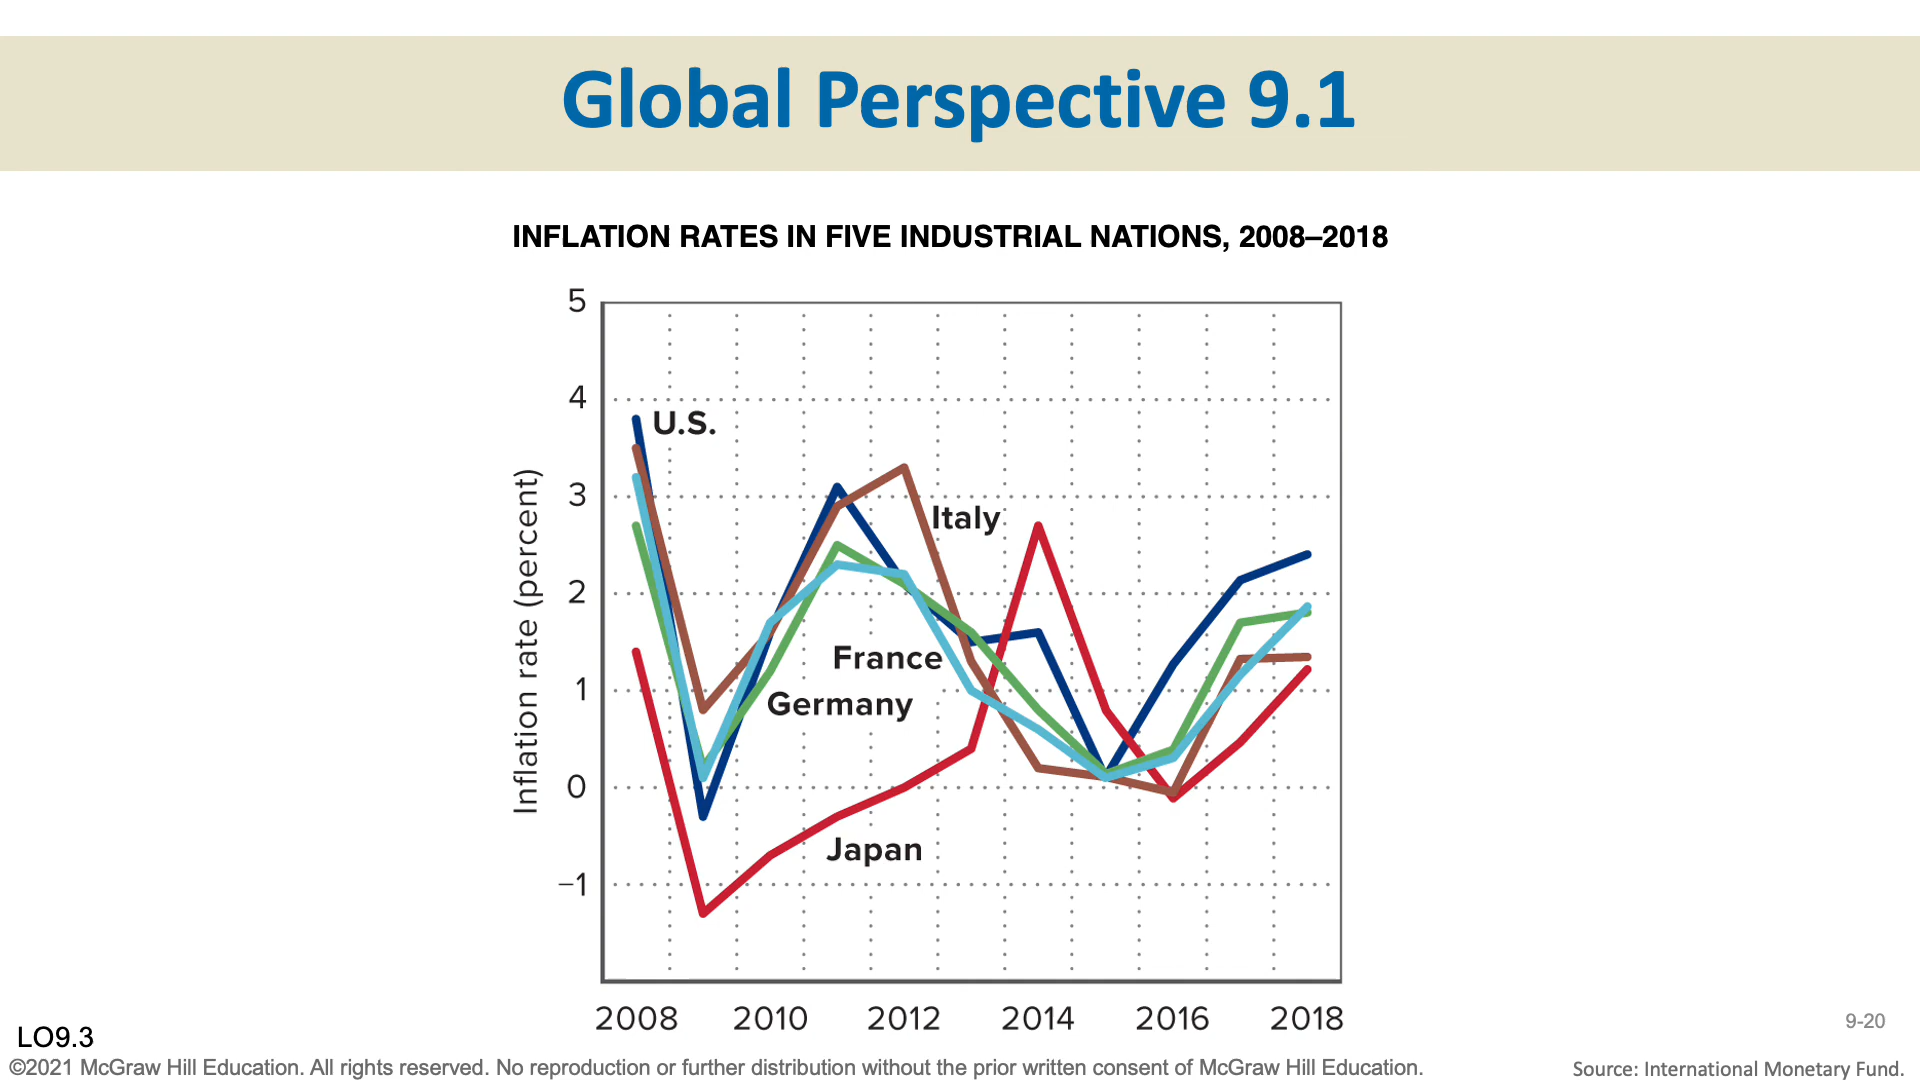 Global Perspective 9.1
INFLATION RATES IN FIVE INDUSTRIAL NATIONS, 2008–2018
Inflation rate (percent)
5
4
3
2
1
0
−1
U.S.
Italy
France
Germany
Japan
2008 2010 2012 2014 2016 2018
LO9.3
9-20
©2021 McGraw Hill Education. All rights reserved. No reproduction or further distribution without the prior written consent of McGraw Hill Education.
Source: International Monetary Fund.